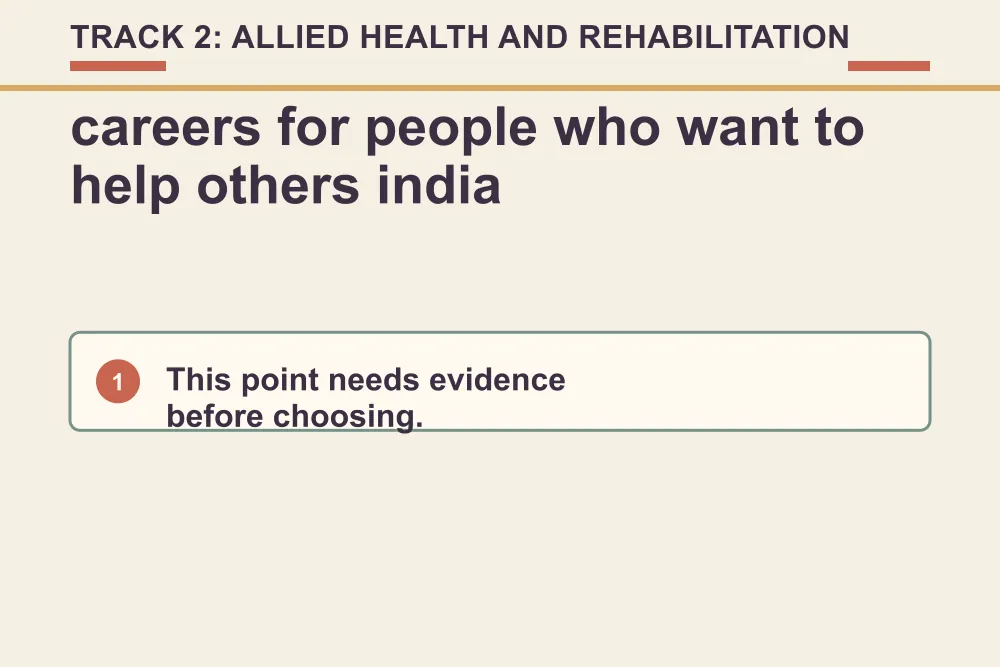 TRACK 2: ALLIED HEALTH AND REHABILITATION
careers for people who want to
help others india
1
This point needs evidence
before choosing.